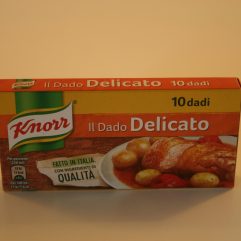 Il Dado Delicato 10 dadi
10 dadi
Knorr
Il Dado Delicato
FATTO IN ITALIA
CON INGREDIENTI DI
QUALITÀ